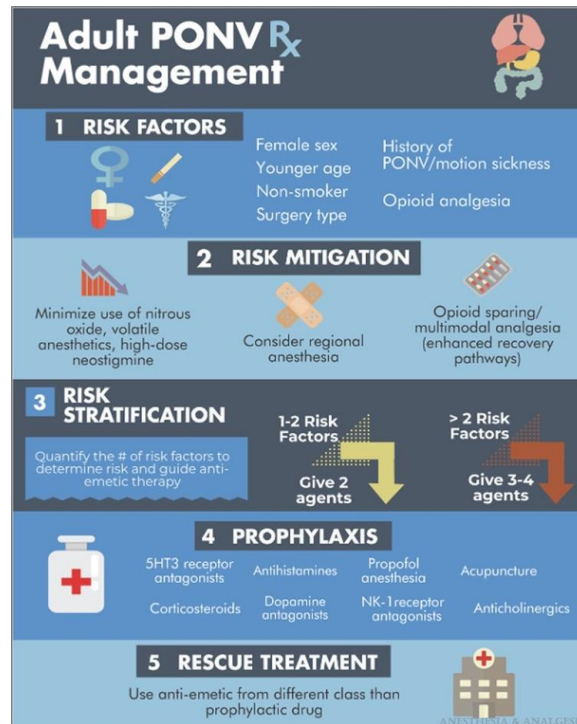 Adult PONV Rx
Management
1 RISK FACTORS
Female sex
Younger age
Non-smoker
Surgery type
History of
PONV/motion sickness
Opioid analgesia
2 RISK MITIGATION
Minimize use of nitrous
oxide, volatile
anesthetics, high-dose
neostigmine
Consider regional
anesthesia
Opioid sparing/
multimodal analgesia
(enhanced recovery
pathways)
3 RISK
STRATIFICATION
Quantify the # of risk factors to
determine risk and guide anti-
emetic therapy
1-2 Risk
Factors
Give 2
agents
> 2 Risk
Factors
Give 3-4
agents
4 PROPHYLAXIS
5HT3 receptor
antagonists
Antihistamines
Propofol
anesthesia
Acupuncture
Corticosteroids
Dopamine
antagonists
NK-1receptor
antagonists
Anticholinergics
5 RESCUE TREATMENT
Use anti-emetic from different class than
prophylactic drug
ANESTHESIA & ANALGES